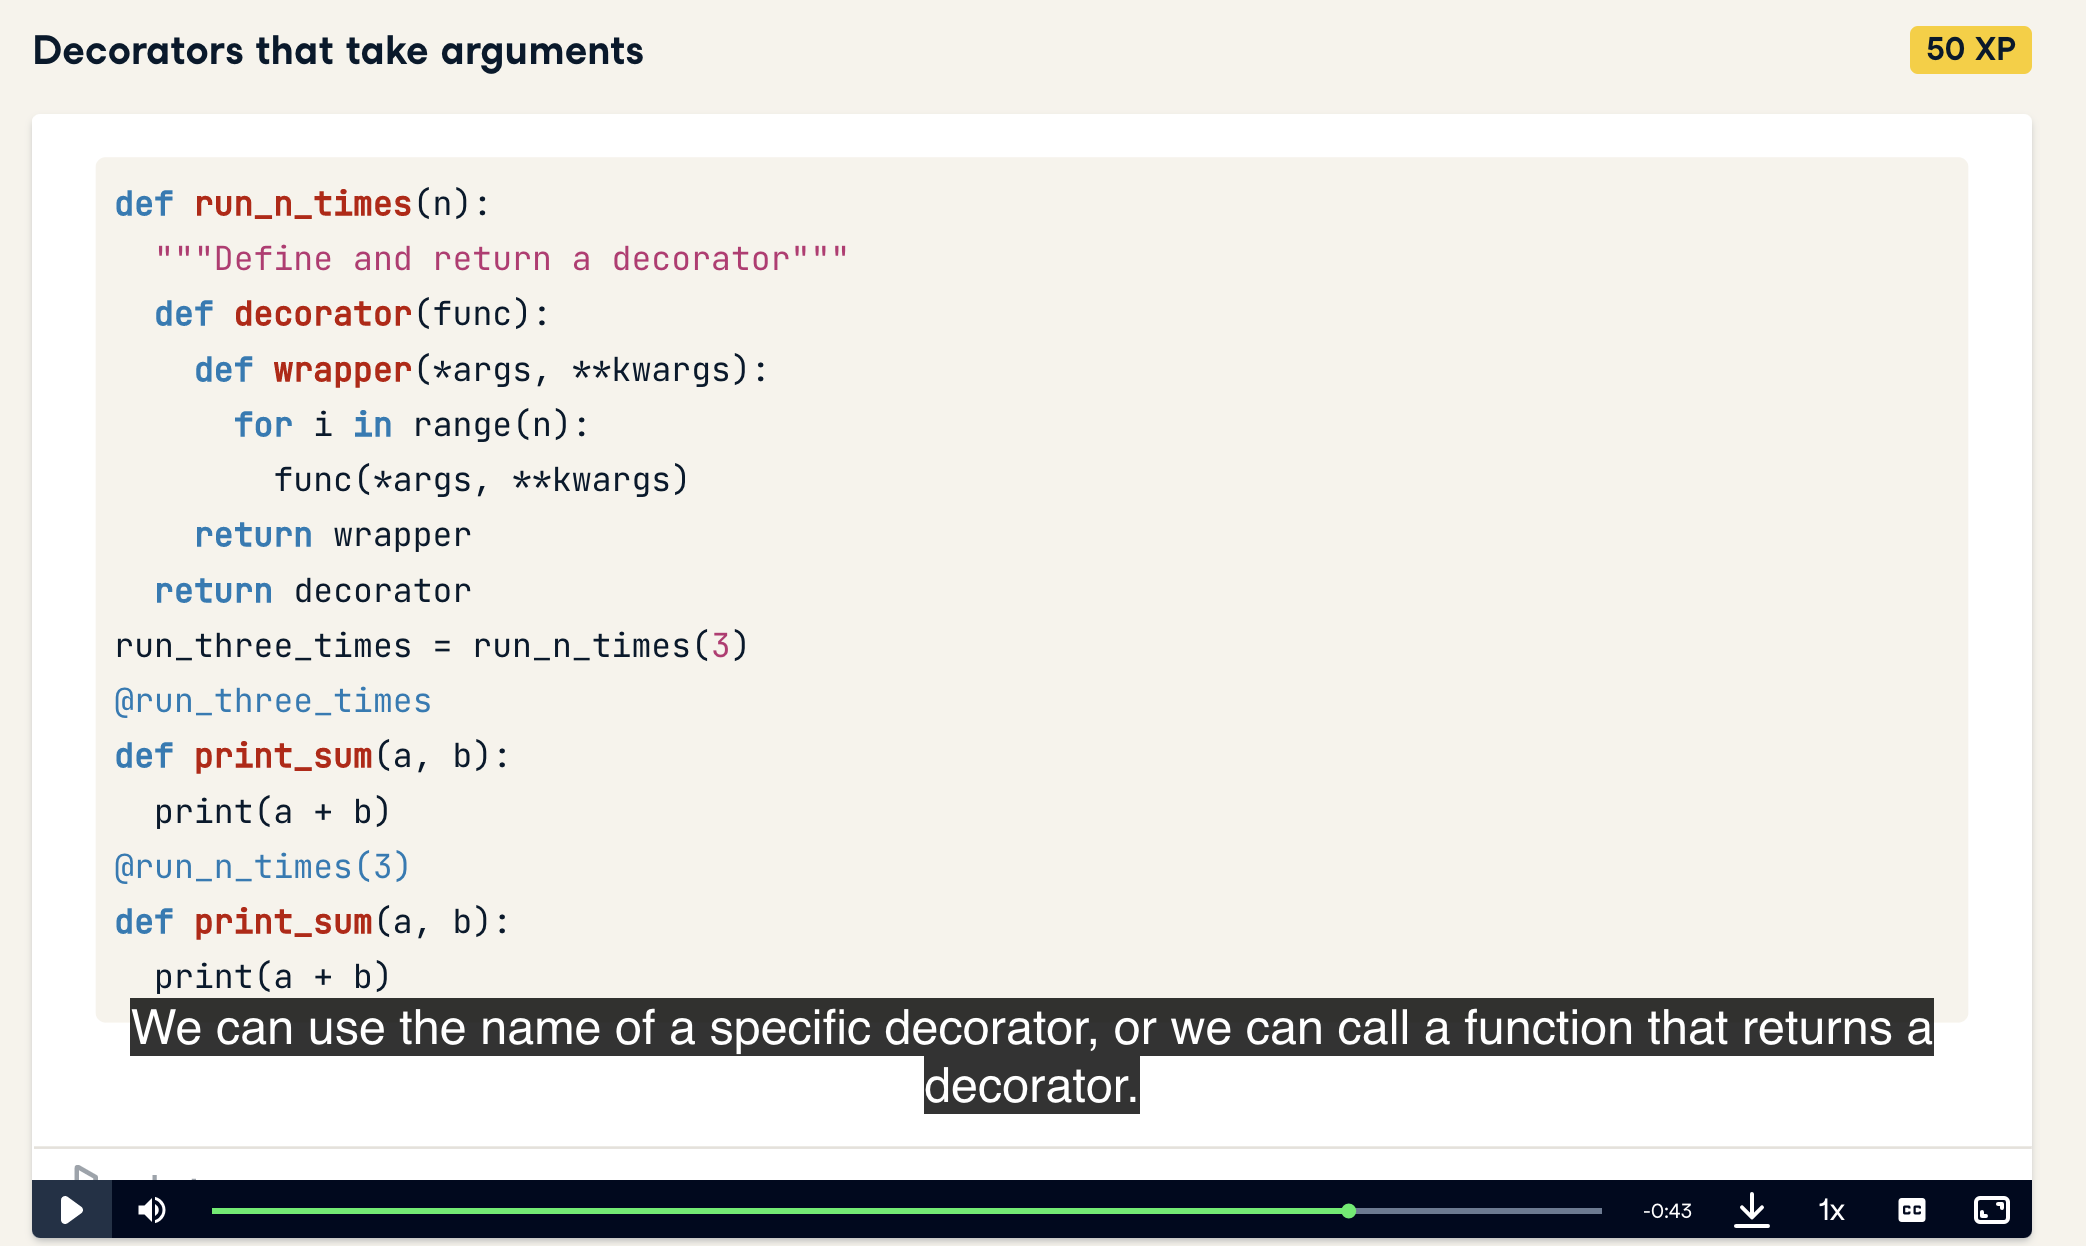 Decorators that take arguments
50 XP
def run_n_times(n):
  """Define and return a decorator"""
  def decorator(func):
    def wrapper(*args, **kwargs):
      for i in range(n):
        func(*args, **kwargs)
    return wrapper
  return decorator
run_three_times = run_n_times(3)
@run_three_times
def print_sum(a, b):
  print(a + b)
@run_n_times(3)
def print_sum(a, b):
  print(a + b)
We can use the name of a specific decorator, or we can call a function that returns a
decorator.
-0:43
1x
CC